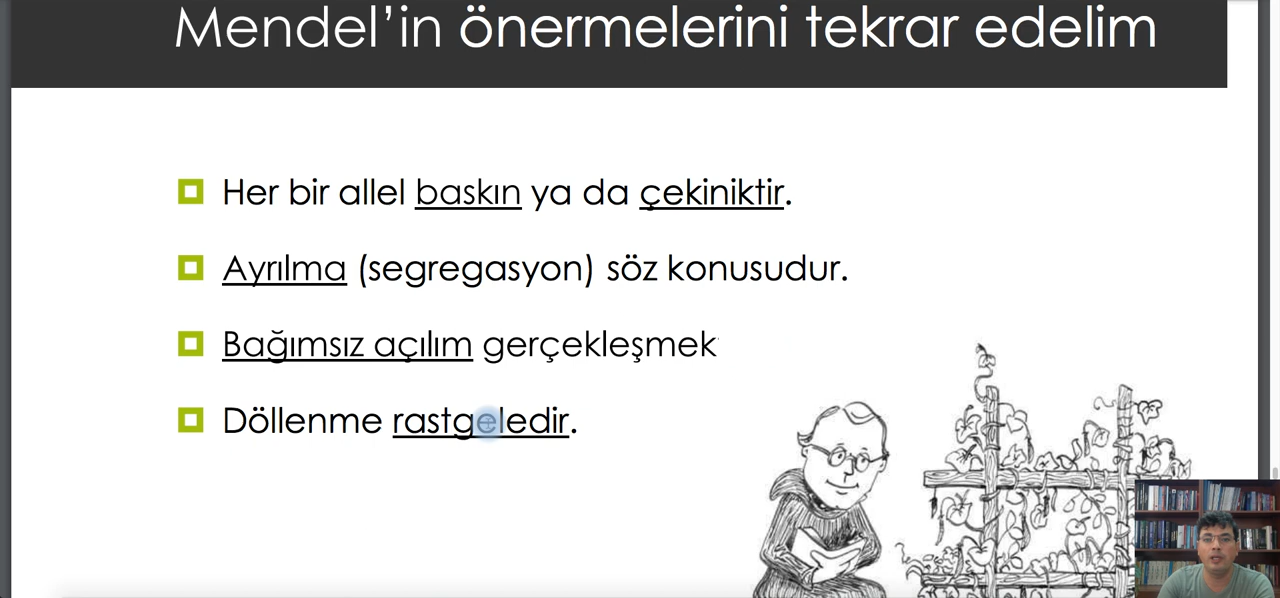 Mendel’in önermelerini tekrar edelim
Her bir allel baskın ya da çekiniktir.
Ayrılma (segregasyon) söz konusudur.
Bağımsız açılım gerçekleşmek
Döllenme rastgeledir.